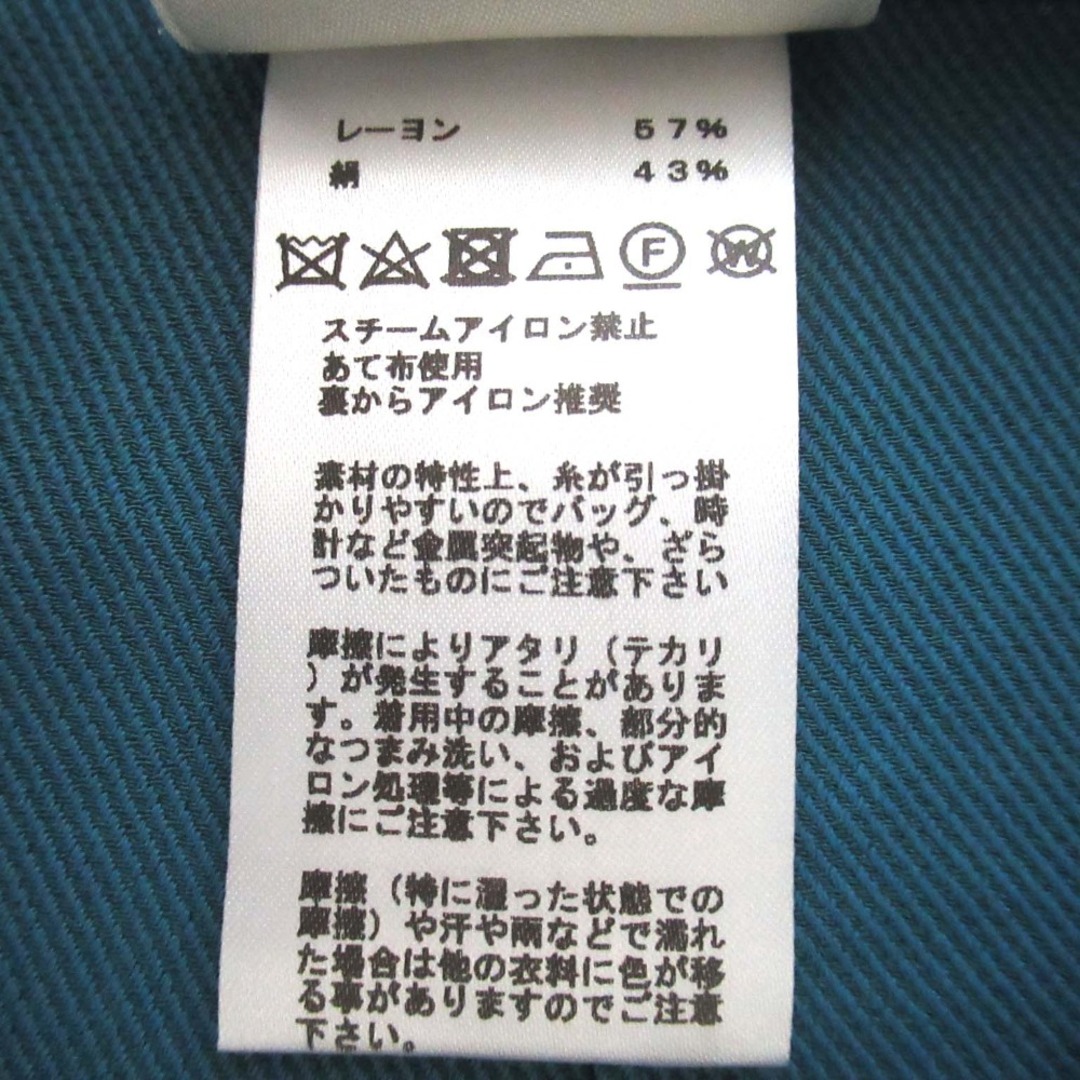 レーヨン 57%
絹 43%
F W
スチームアイロン禁止
あて布使用
裏からアイロン推奨
素材の特性上、糸が引っ掛
かりやすいのでバッグ、時
計など金属突起物や、ざら
ついたものにご注意下さい
摩擦によりアタリ（テカリ
）が発生することがありま
す。着用中の摩擦、部分的
なつまみ洗い、およびアイ
ロン処理等による過度な摩
擦にご注意下さい。
摩擦（特に湿った状態での
摩擦）や汗や雨などで濡れ
た場合は他の衣料に色が移
る事がありますのでご注意
下さい。